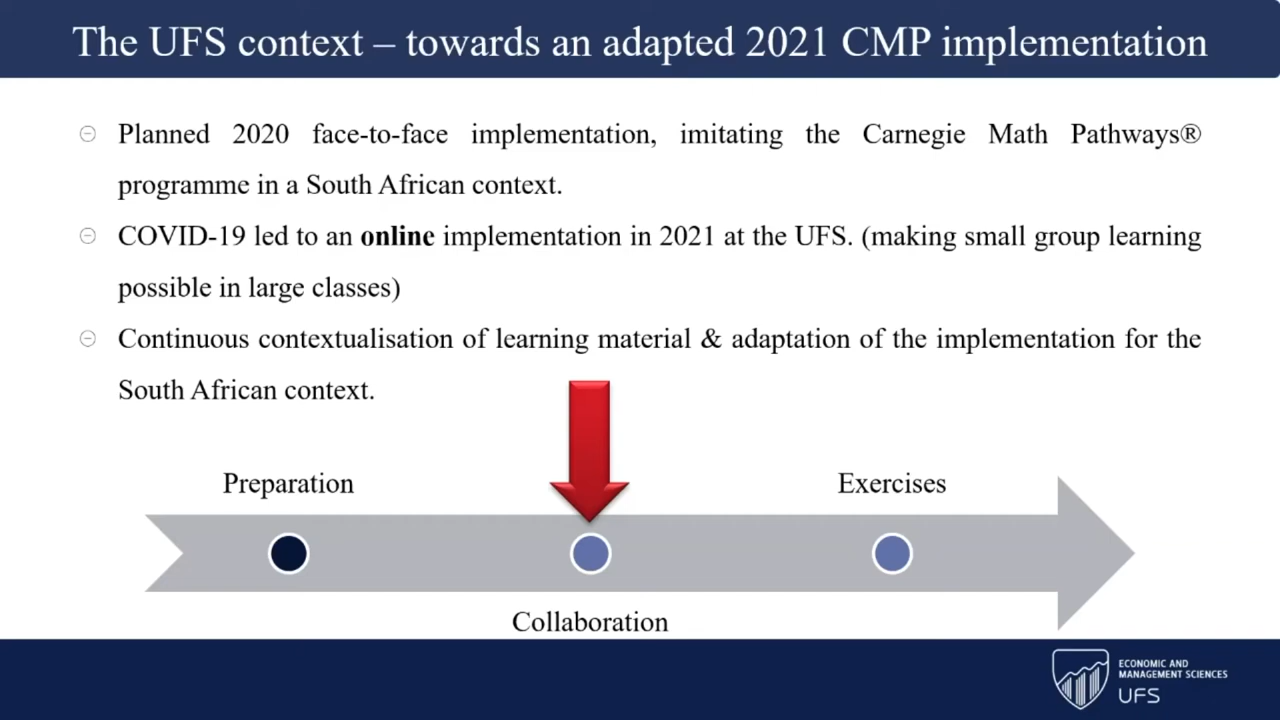 The UFS context – towards an adapted 2021 CMP implementation
Planned 2020 face-to-face implementation, imitating the Carnegie Math Pathways®
programme in a South African context.
COVID-19 led to an online implementation in 2021 at the UFS. (making small group learning
possible in large classes)
Continuous contextualisation of learning material & adaptation of the implementation for the
South African context.
Preparation
Exercises
Collaboration
ECONOMIC AND
MANAGEMENT SCIENCES
UFS